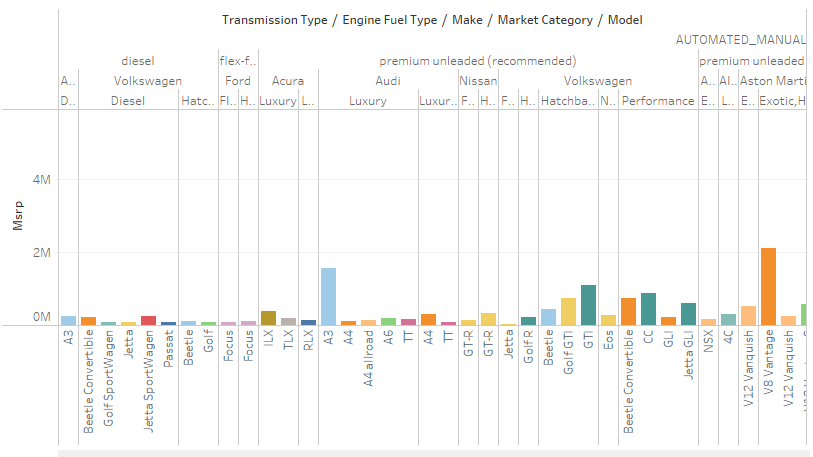 Transmission Type / Engine Fuel Type / Make / Market Category / Model
AUTOMATED_MANUAL
diesel flex-f.. premium unleaded (recommended) premium unleaded
A.. Volkswagen Ford Acura Audi Nissan Volkswagen A.. Al.. Aston Marti
D.. Diesel Hatc.. Fl.. H.. Luxury L.. Luxury Luxur.. F.. H.. F.. H.. Hatchba.. N.. Performance E.. L.. E.. Exotic,H
Msrp
4M
2M
0M
A3
Beetle Convertible
Golf SportWagen
Jetta
Jetta SportWagen
Passat
Beetle
Golf
Focus
Focus
ILX
TLX
RLX
A3
A4
A4 allroad
A6
TT
A4
TT
GT-R
GT-R
Jetta
Golf R
Beetle
Golf GTI
GTI
Eos
Beetle Convertible
CC
GLI
Jetta GLI
NSX
4C
V12 Vanquish
V8 Vantage
V12 Vanquish